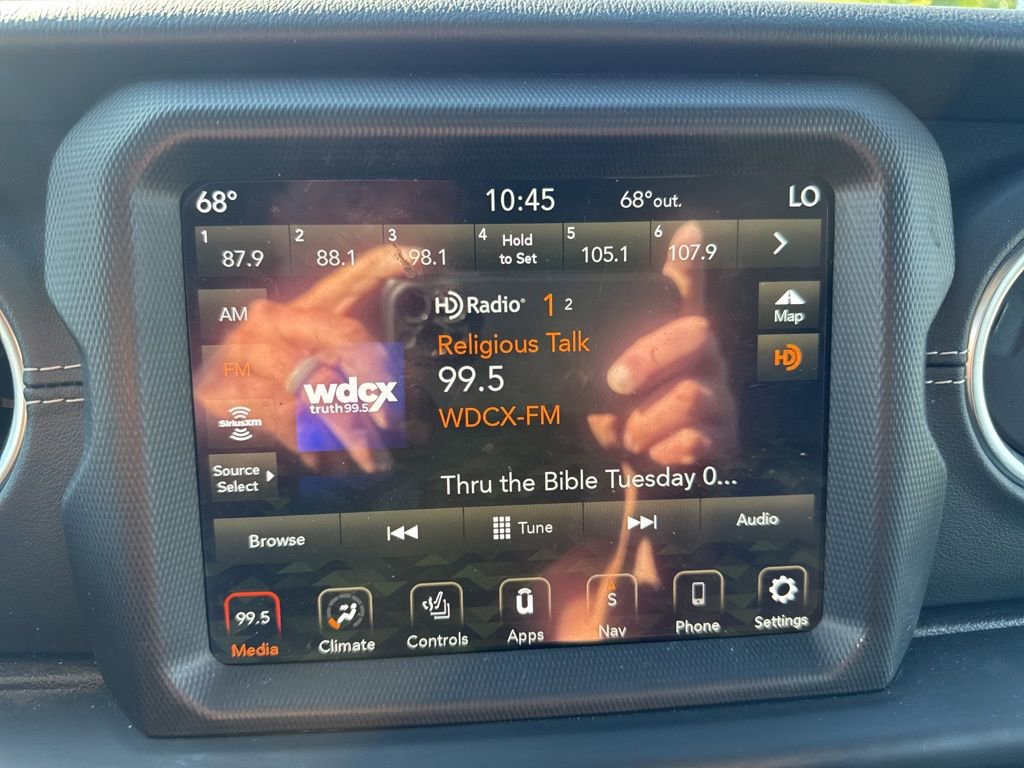 68° 10:45 68°out. LO
1 87.9 2 88.1 3 98.1 4 Hold to Set 5 105.1 6 107.9
HD Radio® 1 2
AM
Map
Religious Talk
HD
FM
99.5
wdcx
truth99.5
WDCX-FM
SiriusXM
Source
Select
Thru the Bible Tuesday 0...
Browse Tune Audio
99.5 û S
Media Climate Controls Apps Nav Phone Settings